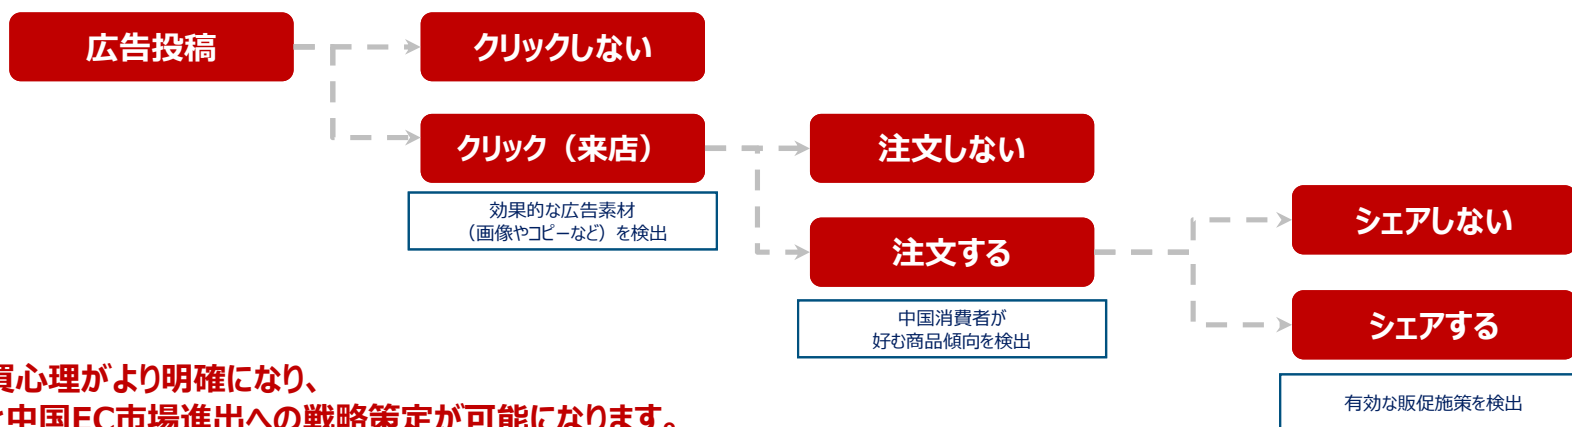 広告投稿
クリックしない
クリック（来店）
効果的な広告素材
（画像やコピーなど）を検出
注文しない
注文する
中国消費者が
好む商品傾向を検出
シェアしない
シェアする
有効な販促施策を検出
買心理がより明確になり、
中国EC市場進出への戦略策定が可能になります。